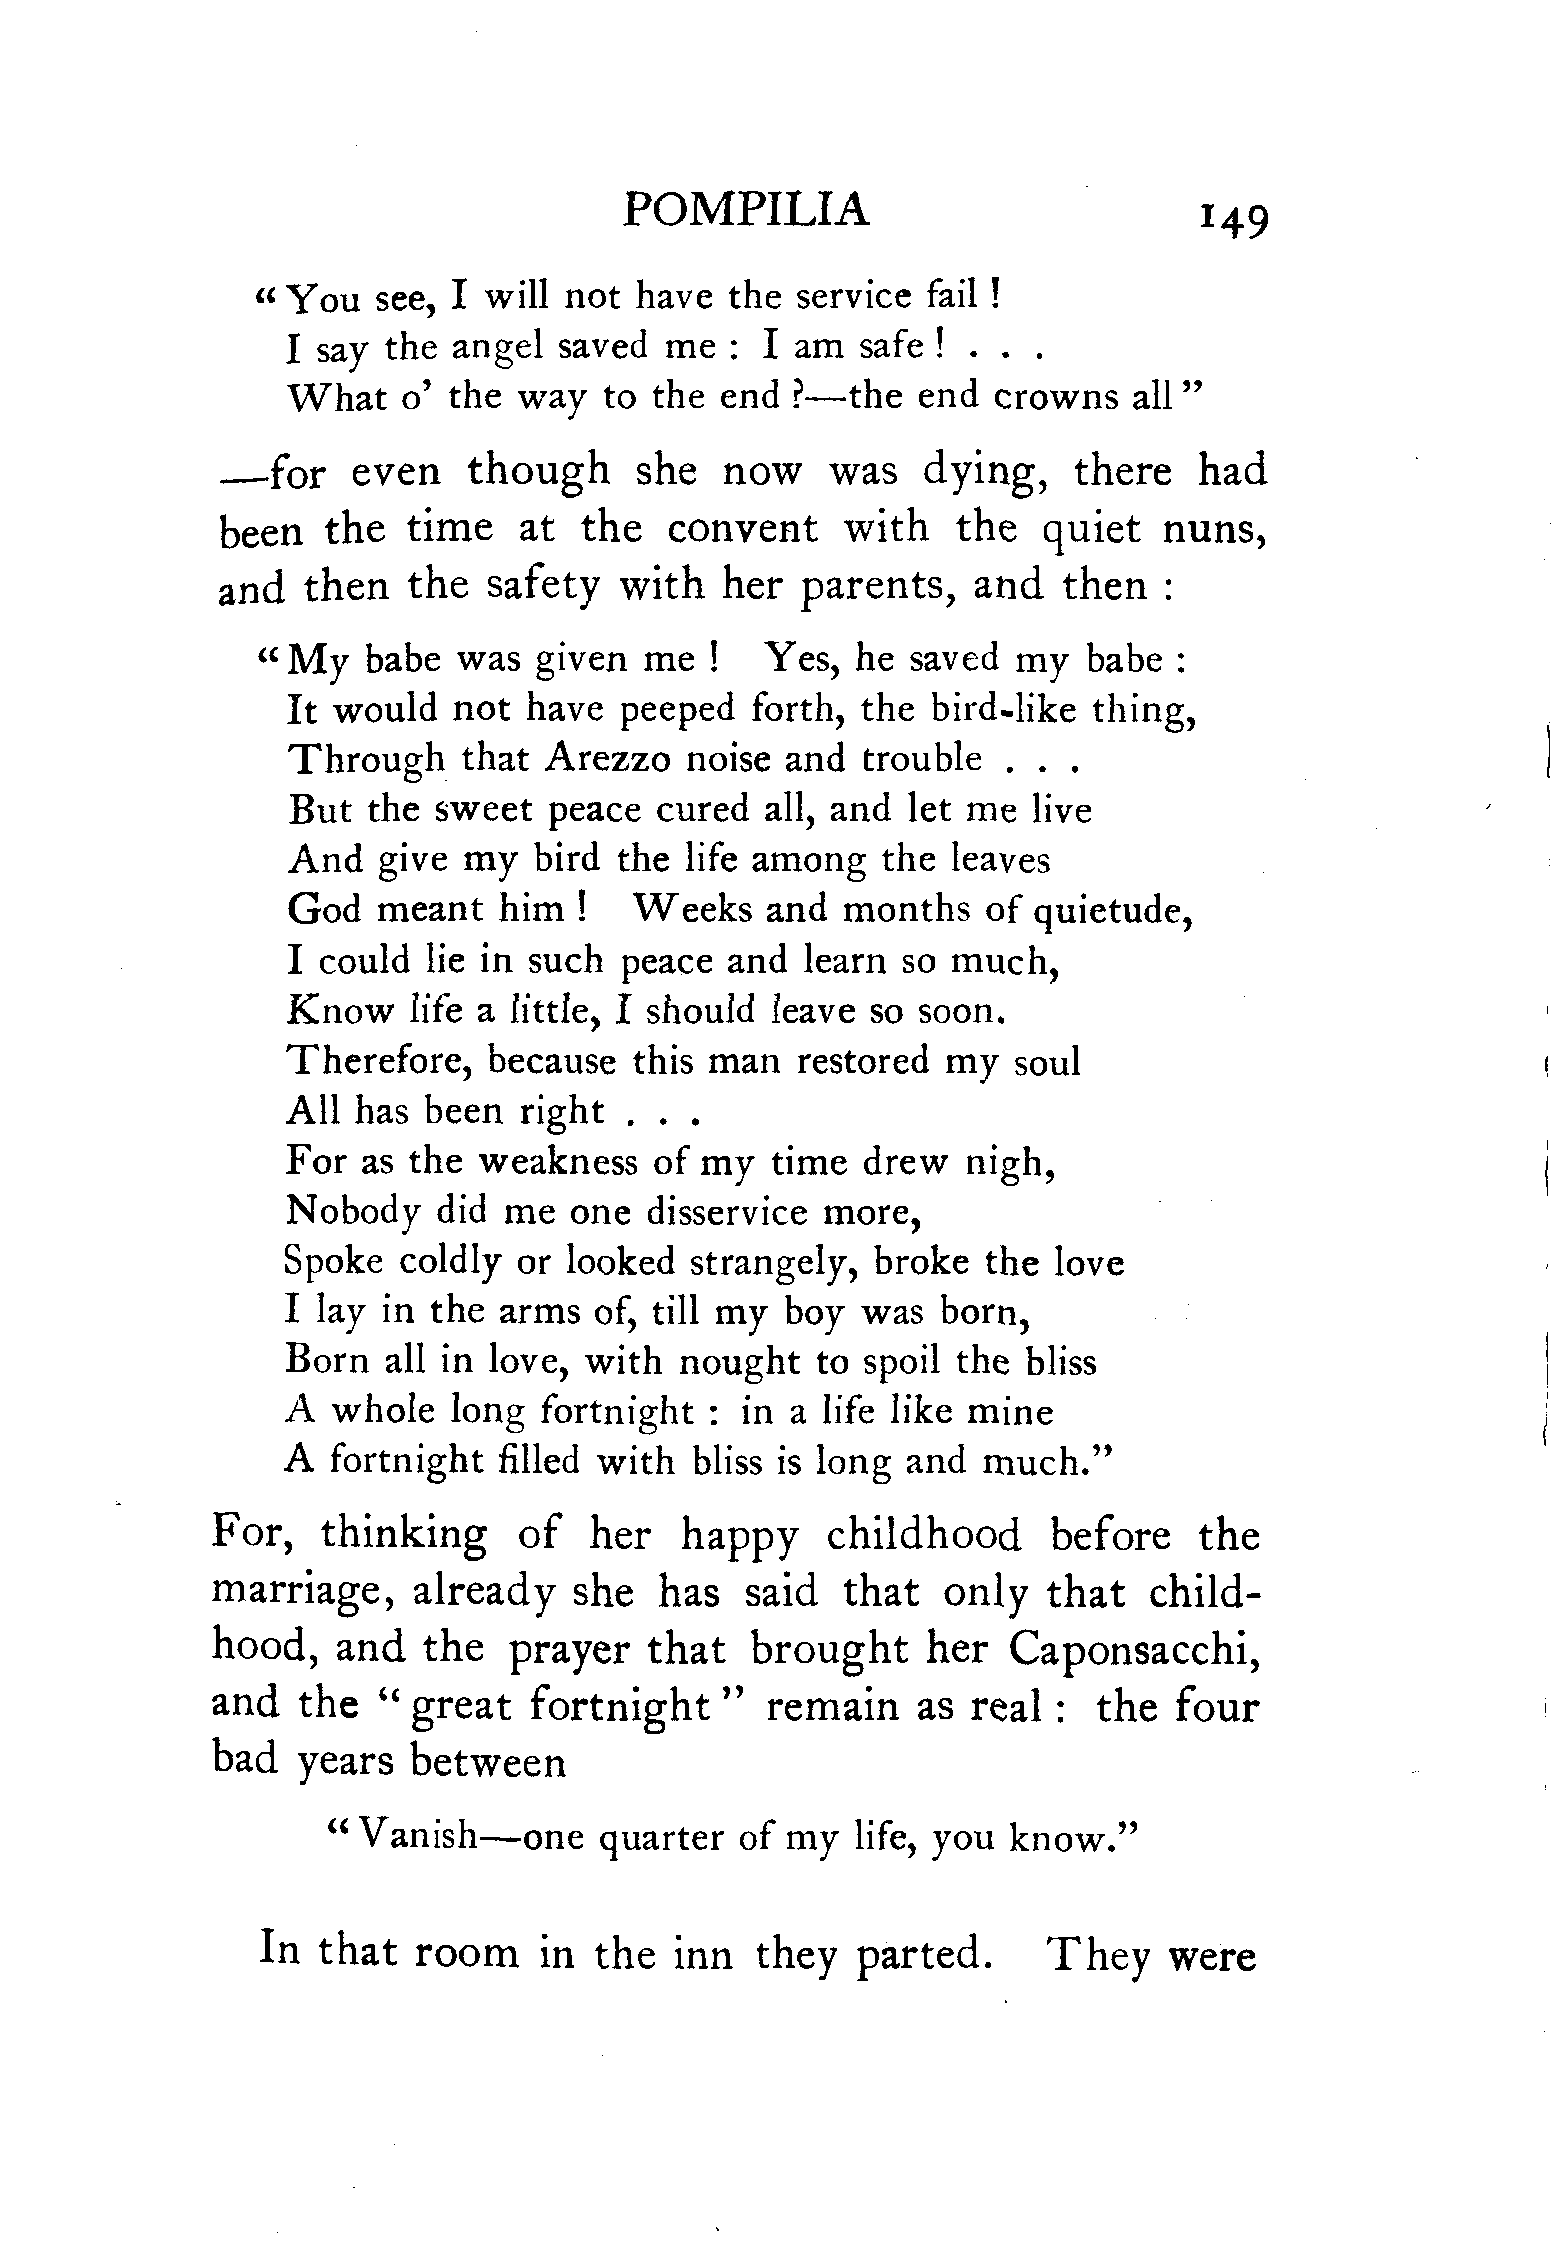 POMPILIA 149
“You see, I will not have the service fail !
I say the angel saved me : I am safe ! . . .
What o’ the way to the end ?—the end crowns all”
—for even though she now was dying, there had
been the time at the convent with the quiet nuns,
and then the safety with her parents, and then :
“My babe was given me ! Yes, he saved my babe :
It would not have peeped forth, the bird-like thing,
Through that Arezzo noise and trouble . . .
But the sweet peace cured all, and let me live
And give my bird the life among the leaves
God meant him ! Weeks and months of quietude,
I could lie in such peace and learn so much,
Know life a little, I should leave so soon.
Therefore, because this man restored my soul
All has been right . . .
For as the weakness of my time drew nigh,
Nobody did me one disservice more,
Spoke coldly or looked strangely, broke the love
I lay in the arms of, till my boy was born,
Born all in love, with nought to spoil the bliss
A whole long fortnight : in a life like mine
A fortnight filled with bliss is long and much.”
For, thinking of her happy childhood before the
marriage, already she has said that only that child-
hood, and the prayer that brought her Caponsacchi,
and the “great fortnight” remain as real : the four
bad years between
“Vanish—one quarter of my life, you know.”
In that room in the inn they parted. They were